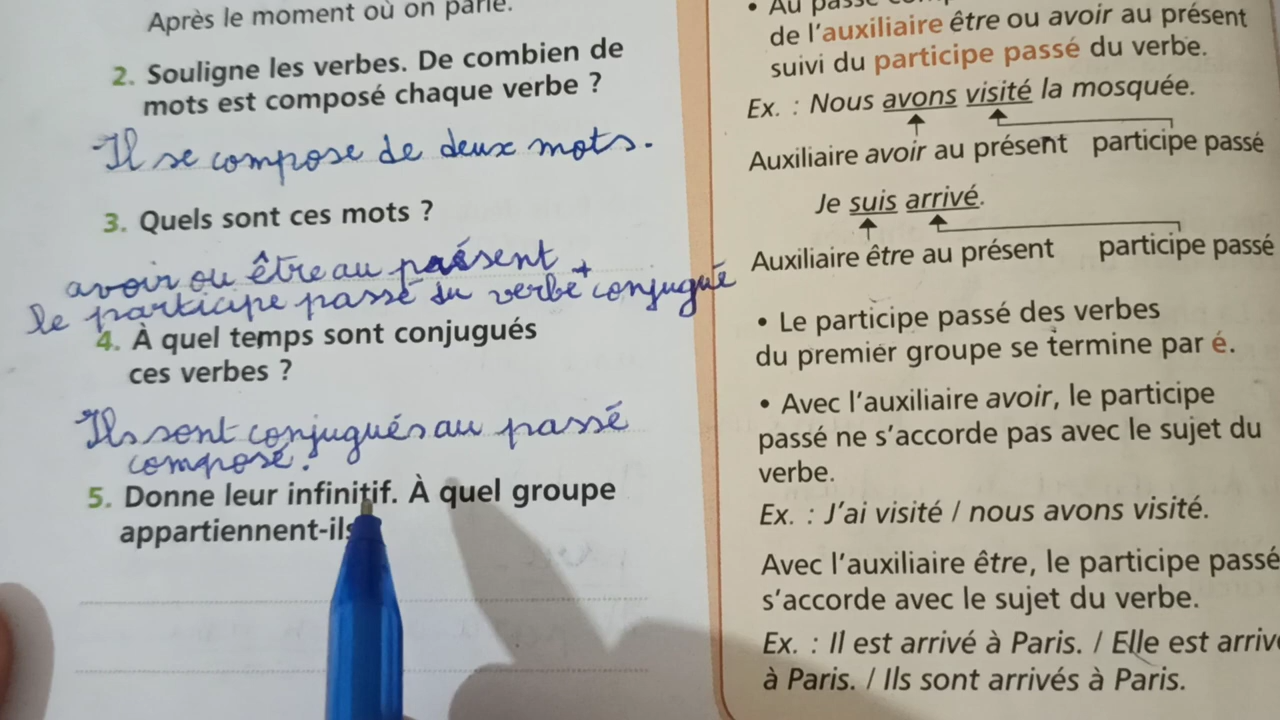 Après le moment où on parle.
2. Souligne les verbes. De combien de
mots est composé chaque verbe ?
Il se compose de deux mots.
3. Quels sont ces mots ?
avoir ou être au présent +
le participe passé du verbe conjugué
4. À quel temps sont conjugués
ces verbes ?
Ils sont conjugués au passé
composé.
5. Donne leur infinitif. À quel groupe
appartiennent-ils
• Au passé
de l'auxiliaire être ou avoir au présent
suivi du participe passé du verbe.
Ex. : Nous avons visité la mosquée.
Auxiliaire avoir au présent participe passé
Je suis arrivé.
Auxiliaire être au présent participe passé
• Le participe passé des verbes
du premier groupe se termine par é.
• Avec l'auxiliaire avoir, le participe
passé ne s'accorde pas avec le sujet du
verbe.
Ex. : J'ai visité / nous avons visité.
Avec l'auxiliaire être, le participe passé
s'accorde avec le sujet du verbe.
Ex. : Il est arrivé à Paris. / Elle est
à Paris. / Ils sont arrivés à Paris.